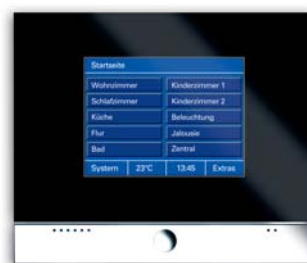 Startseite
Wohnzimmer Kinderzimmer 1
Schlafzimmer Kinderzimmer 2
Küche Beleuchtung
Flur Jalousie
Bad Zentral
System 23°C 13:45 Extras